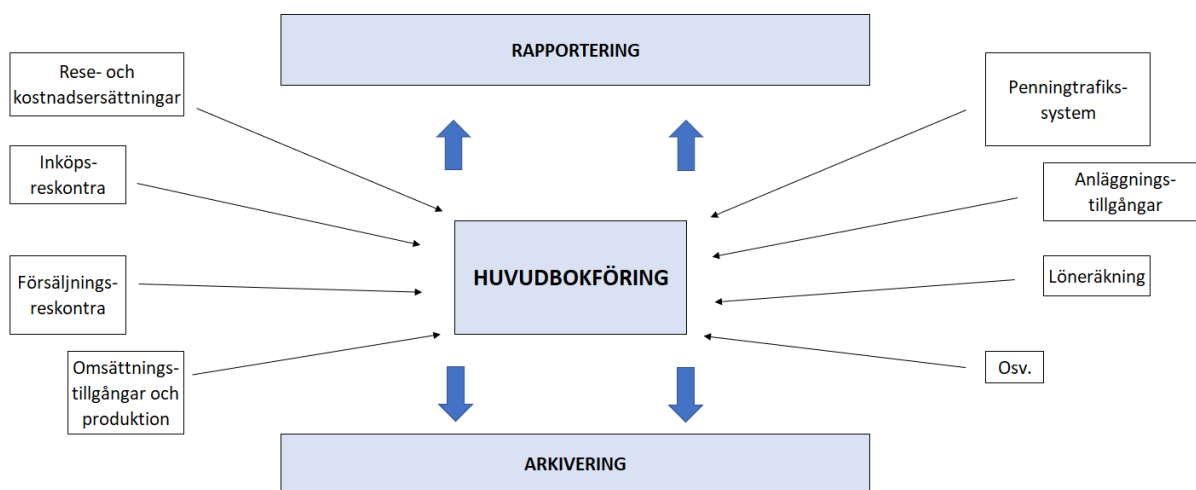 RAPPORTERING
Rese- och
kostnadsersättningar
Inköps-
reskontra
Försäljnings-
reskontra
Omsättnings-
tillgångar och
produktion
HUVUDBOKFÖRING
Penningtrafiks-
system
Anläggnings-
tillgångar
Löneräkning
Osv.
ARKIVERING